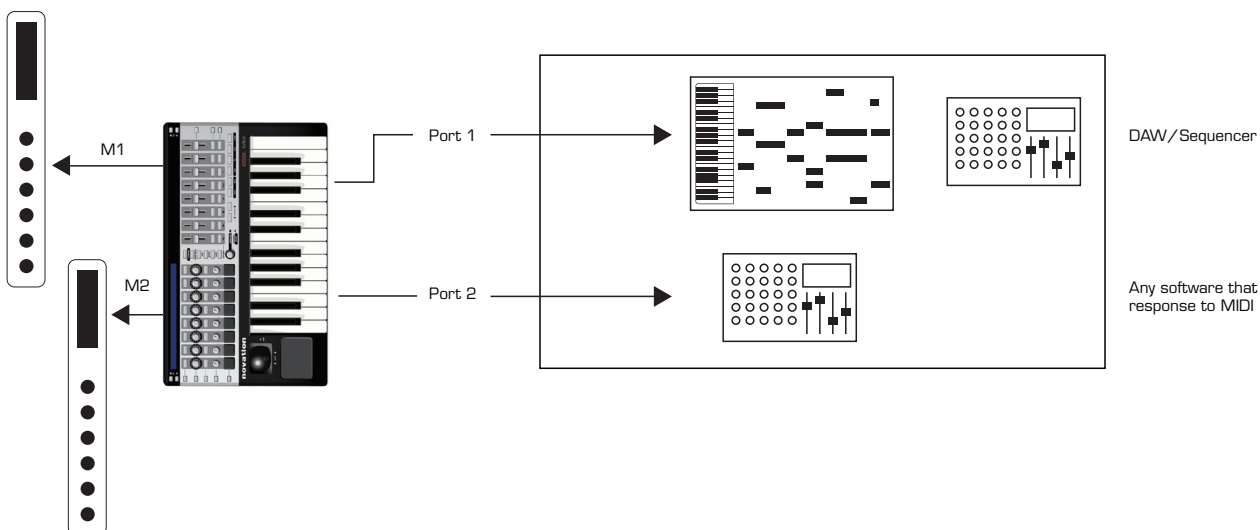 M1
Port 1
DAW/Sequencer
M2
Port 2
Any software that
response to MIDI
novation